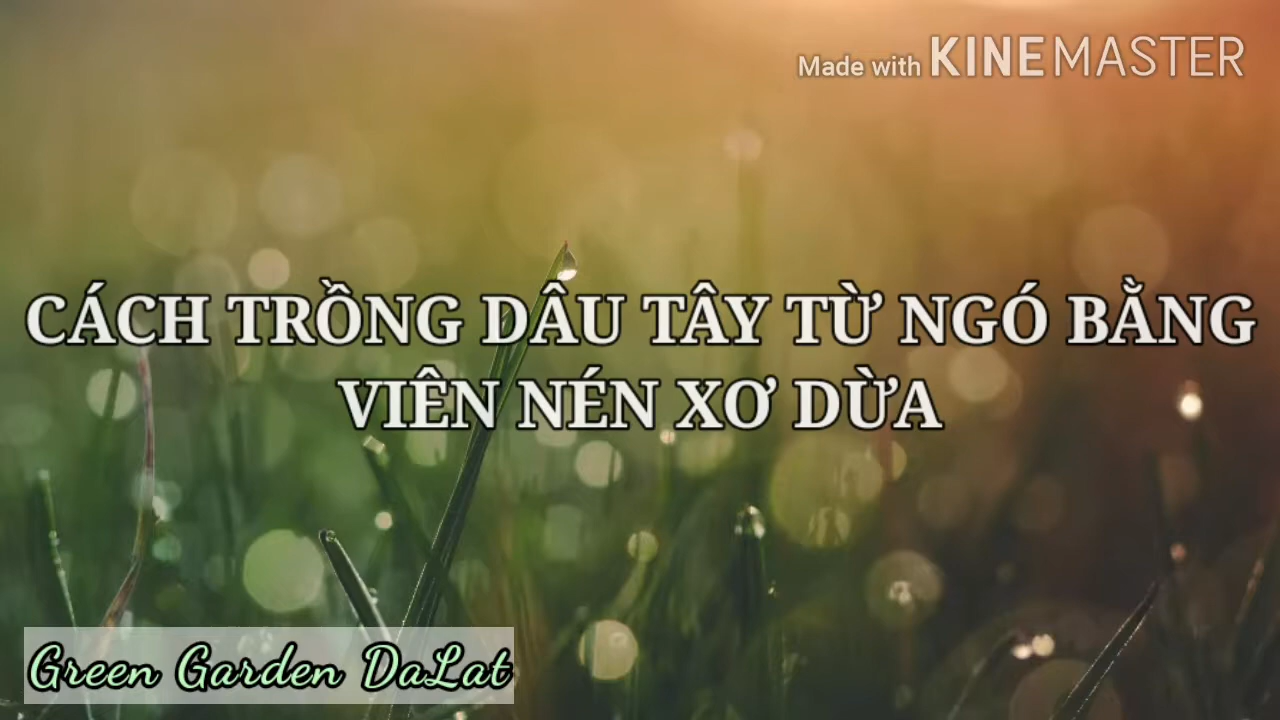 Made with KINEMASTER
CÁCH TRỒNG DÂU TÂY TỪ NGÓ BẰNG
VIÊN NÉN XƠ DỪA
Green Garden DaLat